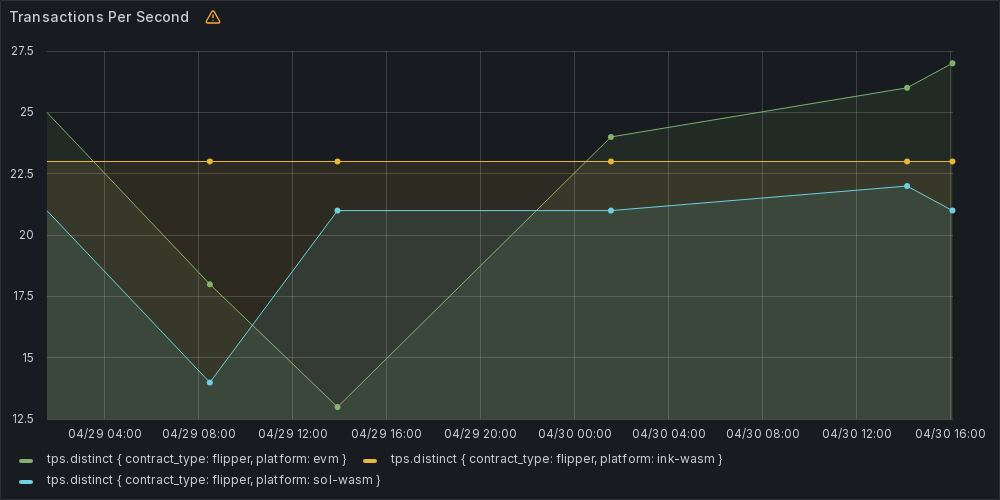 Transactions Per Second
27.5
25
22.5
20
17.5
15
12.5
04/29 04:00 04/29 08:00 04/29 12:00 04/29 16:00 04/29 20:00 04/30 00:00 04/30 04:00 04/30 08:00 04/30 12:00 04/30 16:00
tps.distinct { contract_type: flipper, platform: evm } tps.distinct { contract_type: flipper, platform: ink-wasm }
tps.distinct { contract_type: flipper, platform: sol-wasm }